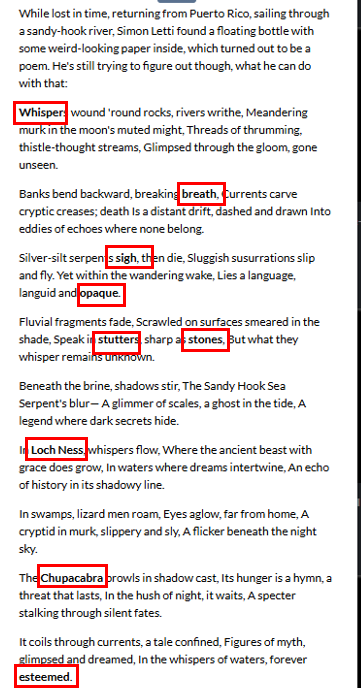 While lost in time, returning from Puerto Rico, sailing through
a sandy-hook river, Simon Letti found a floating bottle with
some weird-looking paper inside, which turned out to be a
poem. He's still trying to figure out though, what he can do
with that:
Whispers wound 'round rocks, rivers writhe, Meandering
murk in the moon's muted might, Threads of thrumming,
thistle-thought streams, Glimpsed through the gloom, gone
unseen.
Banks bend backward, breaking breath, Currents carve
cryptic creases; death Is a distant drift, dashed and drawn Into
eddies of echoes where none belong.
Silver-silt serpents sigh, then die, Sluggish susurrations slip
and fly. Yet within the wandering wake, Lies a language,
languid and opaque.
Fluvial fragments fade, Scrawled on surfaces smeared in the
shade, Speak in stutters, sharp as stones, But what they
whisper remains unknown.
Beneath the brine, shadows stir, The Sandy Hook Sea
Serpent's blur— A glimmer of scales, a ghost in the tide, A
legend where dark secrets hide.
In Loch Ness, whispers flow, Where the ancient beast with
grace does grow, In waters where dreams intertwine, An echo
of history in its shadowy line.
In swamps, lizard men roam, Eyes aglow, far from home, A
cryptid in murk, slippery and sly, A flicker beneath the night
sky.
The Chupacabra prowls in shadow cast, Its hunger is a hymn, a
threat that lasts, In the hush of night, it waits, A specter
stalking through silent fates.
It coils through currents, a tale confined, Figures of myth,
glimpsed and dreamed, In the whispers of waters, forever
esteemed.